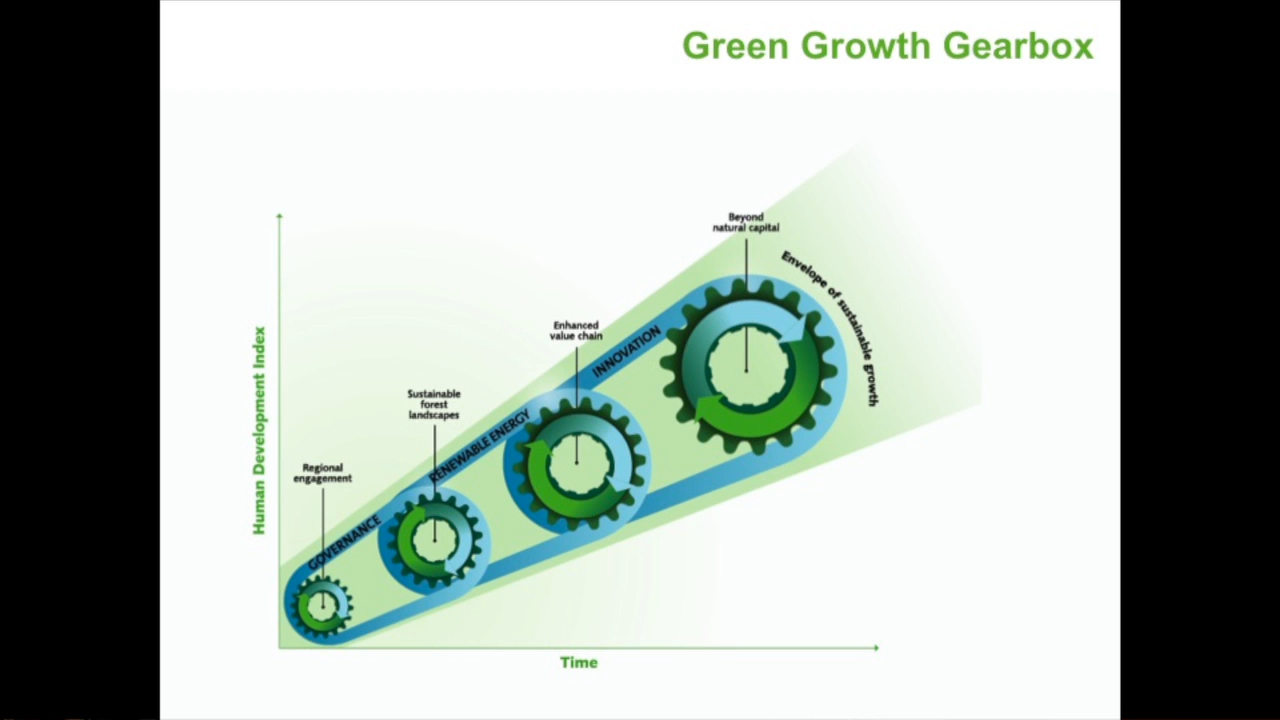 Green Growth Gearbox
Beyond
natural capital
Envelope of sustainable growth
Enhanced
value chain
INNOVATION
Sustainable
forest
landscapes
RENEWABLE ENERGY
Regional
engagement
GOVERNANCE
Human Development Index
Time